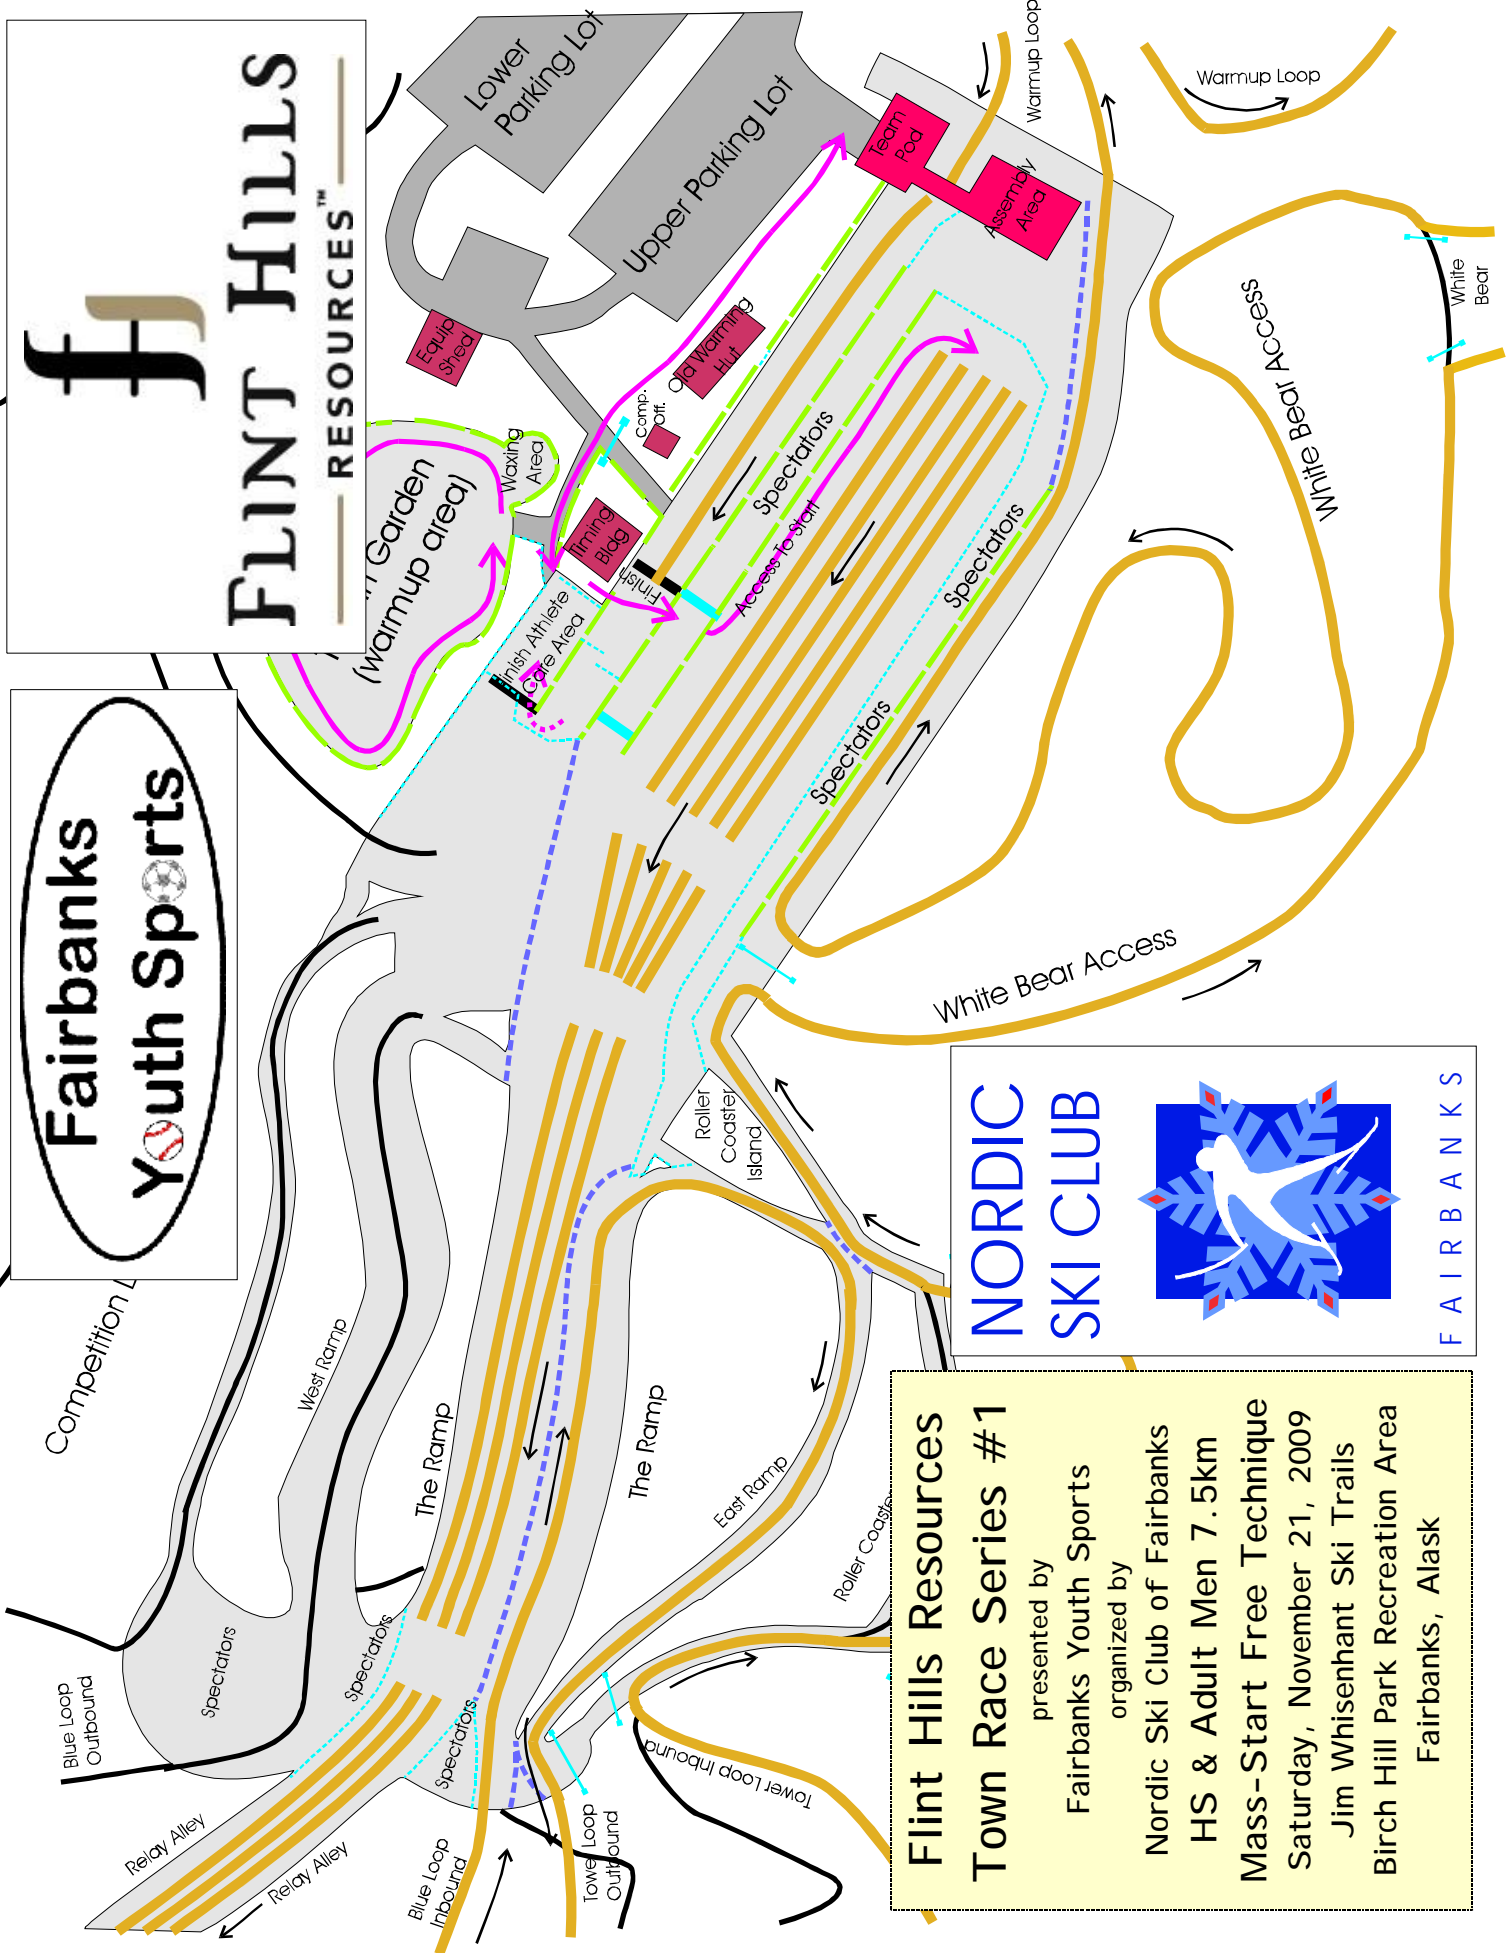 FLINT HILLS
RESOURCES™
Fairbanks
Youth Sports
Lower
Parking Lot
Upper Parking Lot
Warmup Loop
Warmup Loop
Team
Pod
Assembly
Area
Equip
Shed
Old Warming
Hut
Comp.
Off.
Waxing
Area
Garden
(warmup area)
Timing
Bldg
Finish
Finish Athlete
Care Area
Spectators
Access To Start
Spectators
Spectators
White
Bear
White Bear Access
White Bear Access
Roller
Coaster
Island
Competition L
West Ramp
The Ramp
The Ramp
East Ramp
Roller Coaster
Spectators
Spectators
Spectators
Blue Loop
Outbound
Relay Alley
Relay Alley
Blue Loop
Inbound
Tower Loop
Outbound
Tower Loop Inbound
NORDIC
SKI CLUB
FAIRBANKS
Flint Hills Resources
Town Race Series #1
presented by
Fairbanks Youth Sports
organized by
Nordic Ski Club of Fairbanks
HS & Adult Men 7.5km
Mass-Start Free Technique
Saturday, November 21, 2009
Jim Whisenhant Ski Trails
Birch Hill Park Recreation Area
Fairbanks, Alask